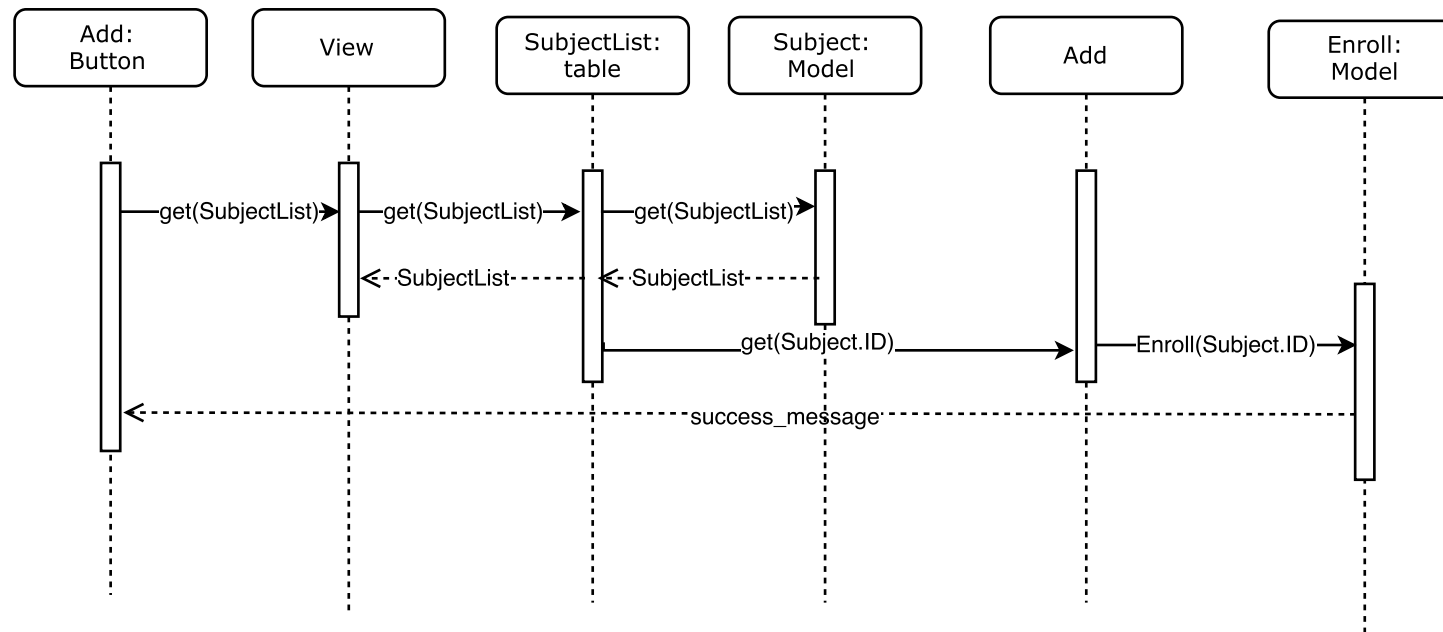 Add:
Button
View
SubjectList:
table
Subject:
Model
Add
Enroll:
Model
get(SubjectList)
get(SubjectList)
get(SubjectList)
SubjectList
SubjectList
get(Subject.ID)
Enroll(Subject.ID)
success_message